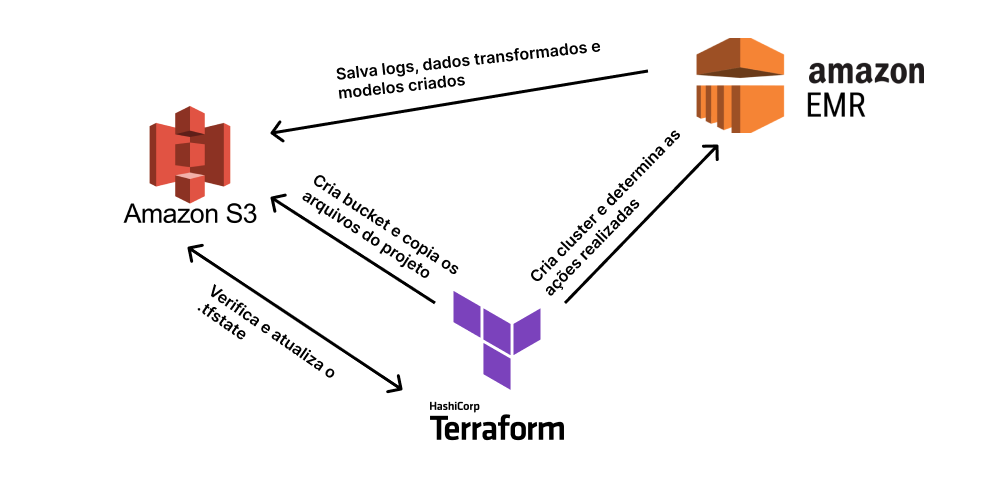 Salva logs, dados transformados e
modelos criados
amazon
EMR
Amazon S3
Cria bucket e copia os
arquivos do projeto
Cria cluster e determina as
ações realizadas
Verifica e atualiza o
.tfstate
HashiCorp
Terraform